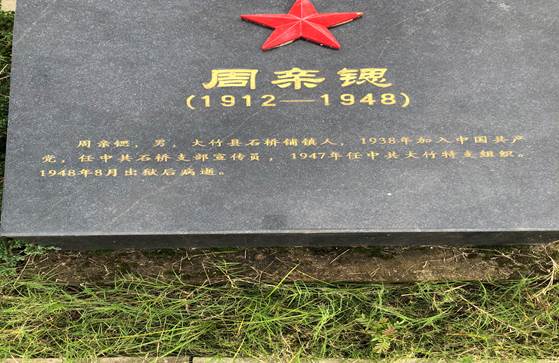 周亲锶
(1912—1948)
周亲锶，男，大竹县石桥铺镇人，1938年加入中国共产
党，任中共石桥支部宣传员，1947年任中共大竹特支组织。
1948年8月出狱后病逝。